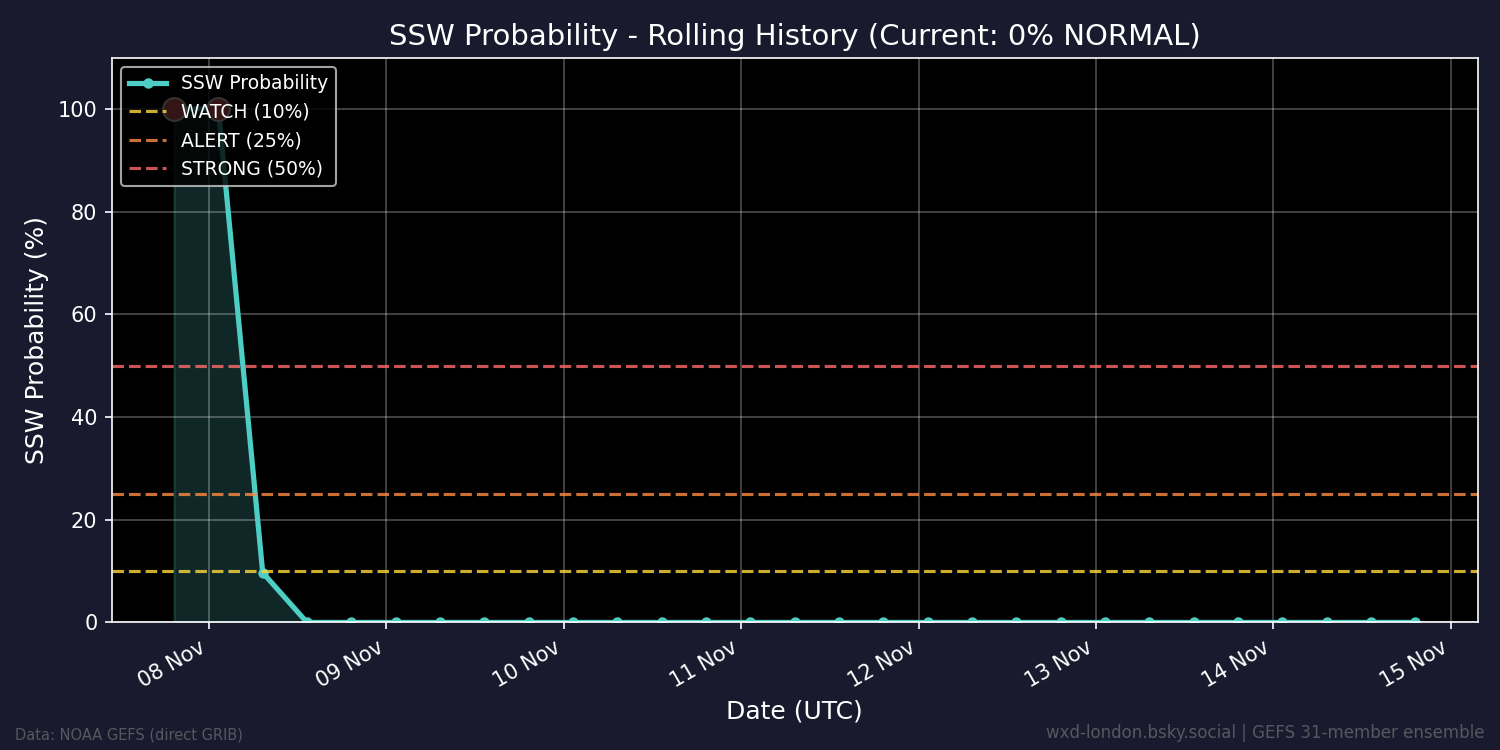 SSW Probability - Rolling History (Current: 0% NORMAL)
SSW Probability
WATCH (10%)
ALERT (25%)
STRONG (50%)
SSW Probability (%)
100
80
60
40
20
0
08 Nov
09 Nov
10 Nov
11 Nov
12 Nov
13 Nov
14 Nov
15 Nov
Date (UTC)
Data: NOAA GEFS (direct GRIB)
wxd-london.bsky.social | GEFS 31-member ensemble